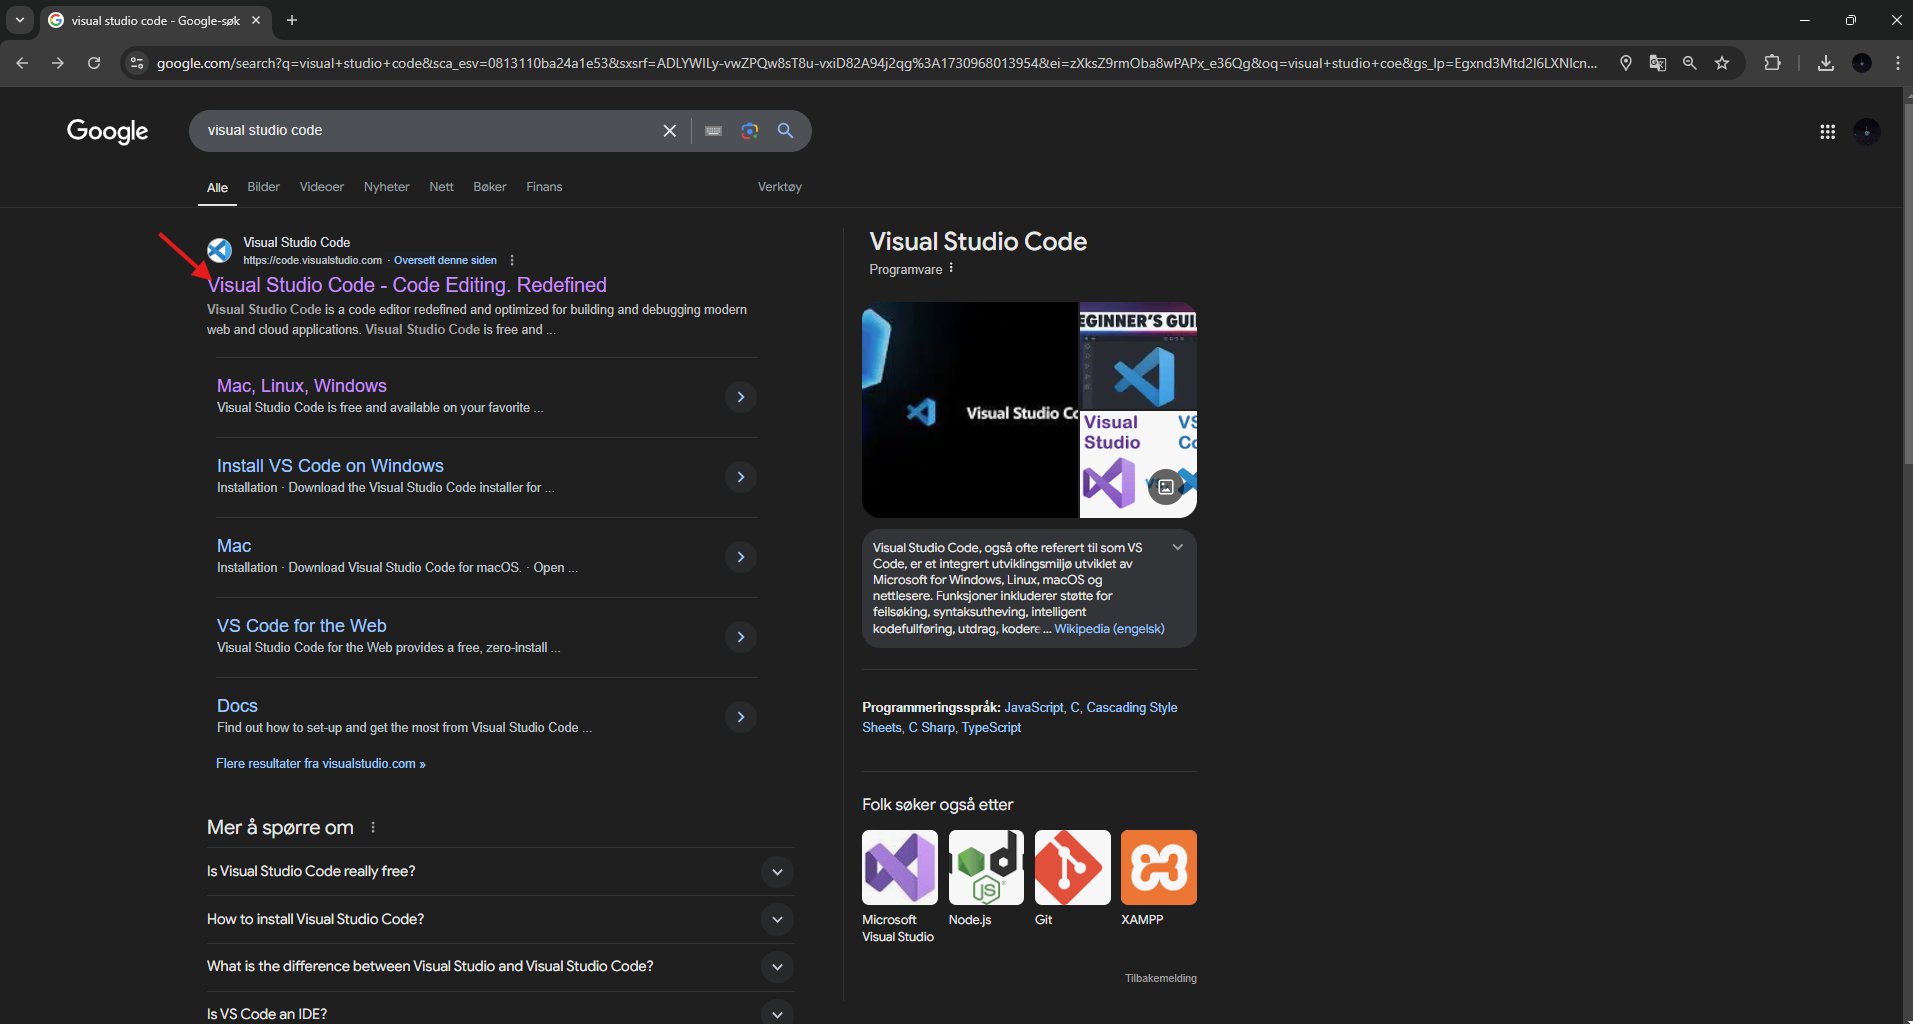 visual studio code - Google-søk
google.com/search?q=visual+studio+code&sca_esv=0813110ba24a1e53&sxsrf=ADLYWILy-vwZPQw8sT8u-vxiD82A94j2qg%3A1730968013954&ei=zXksZ9rmOba8wPAPx_e36Qg&oq=visual+studio+coe&gs_lp=Egxnd3Mtd2l6LXNlcn...
Google
visual studio code
Alle Bilder Videoer Nyheter Nett Bøker Finans Verktøy
Visual Studio Code
https://code.visualstudio.com · Oversett denne siden
Visual Studio Code - Code Editing. Redefined
Visual Studio Code is a code editor redefined and optimized for building and debugging modern
web and cloud applications. Visual Studio Code is free and ...
Mac, Linux, Windows
Visual Studio Code is free and available on your favorite ...
Install VS Code on Windows
Installation · Download the Visual Studio Code installer for ...
Mac
Installation · Download Visual Studio Code for macOS. · Open ...
VS Code for the Web
Visual Studio Code for the Web provides a free, zero-install ...
Docs
Find out how to set-up and get the most from Visual Studio Code ...
Flere resultater fra visualstudio.com »
Mer å spørre om
Is Visual Studio Code really free?
How to install Visual Studio Code?
What is the difference between Visual Studio and Visual Studio Code?
Is VS Code an IDE?
Visual Studio Code
Programvare
Visual Studio Co
EGINNER'S GUI
Visual
Studio
VS
Co
Visual Studio Code, også ofte referert til som VS
Code, er et integrert utviklingsmiljø utviklet av
Microsoft for Windows, Linux, macOS og
nettlesere. Funksjoner inkluderer støtte for
feilsøking, syntaksutheving, intelligent
kodefullføring, utdrag, kodere ... Wikipedia (engelsk)
Programmeringsspråk: JavaScript, C, Cascading Style
Sheets, C Sharp, TypeScript
Folk søker også etter
Microsoft
Visual Studio
Node.js
Git
XAMPP
Tilbakemelding